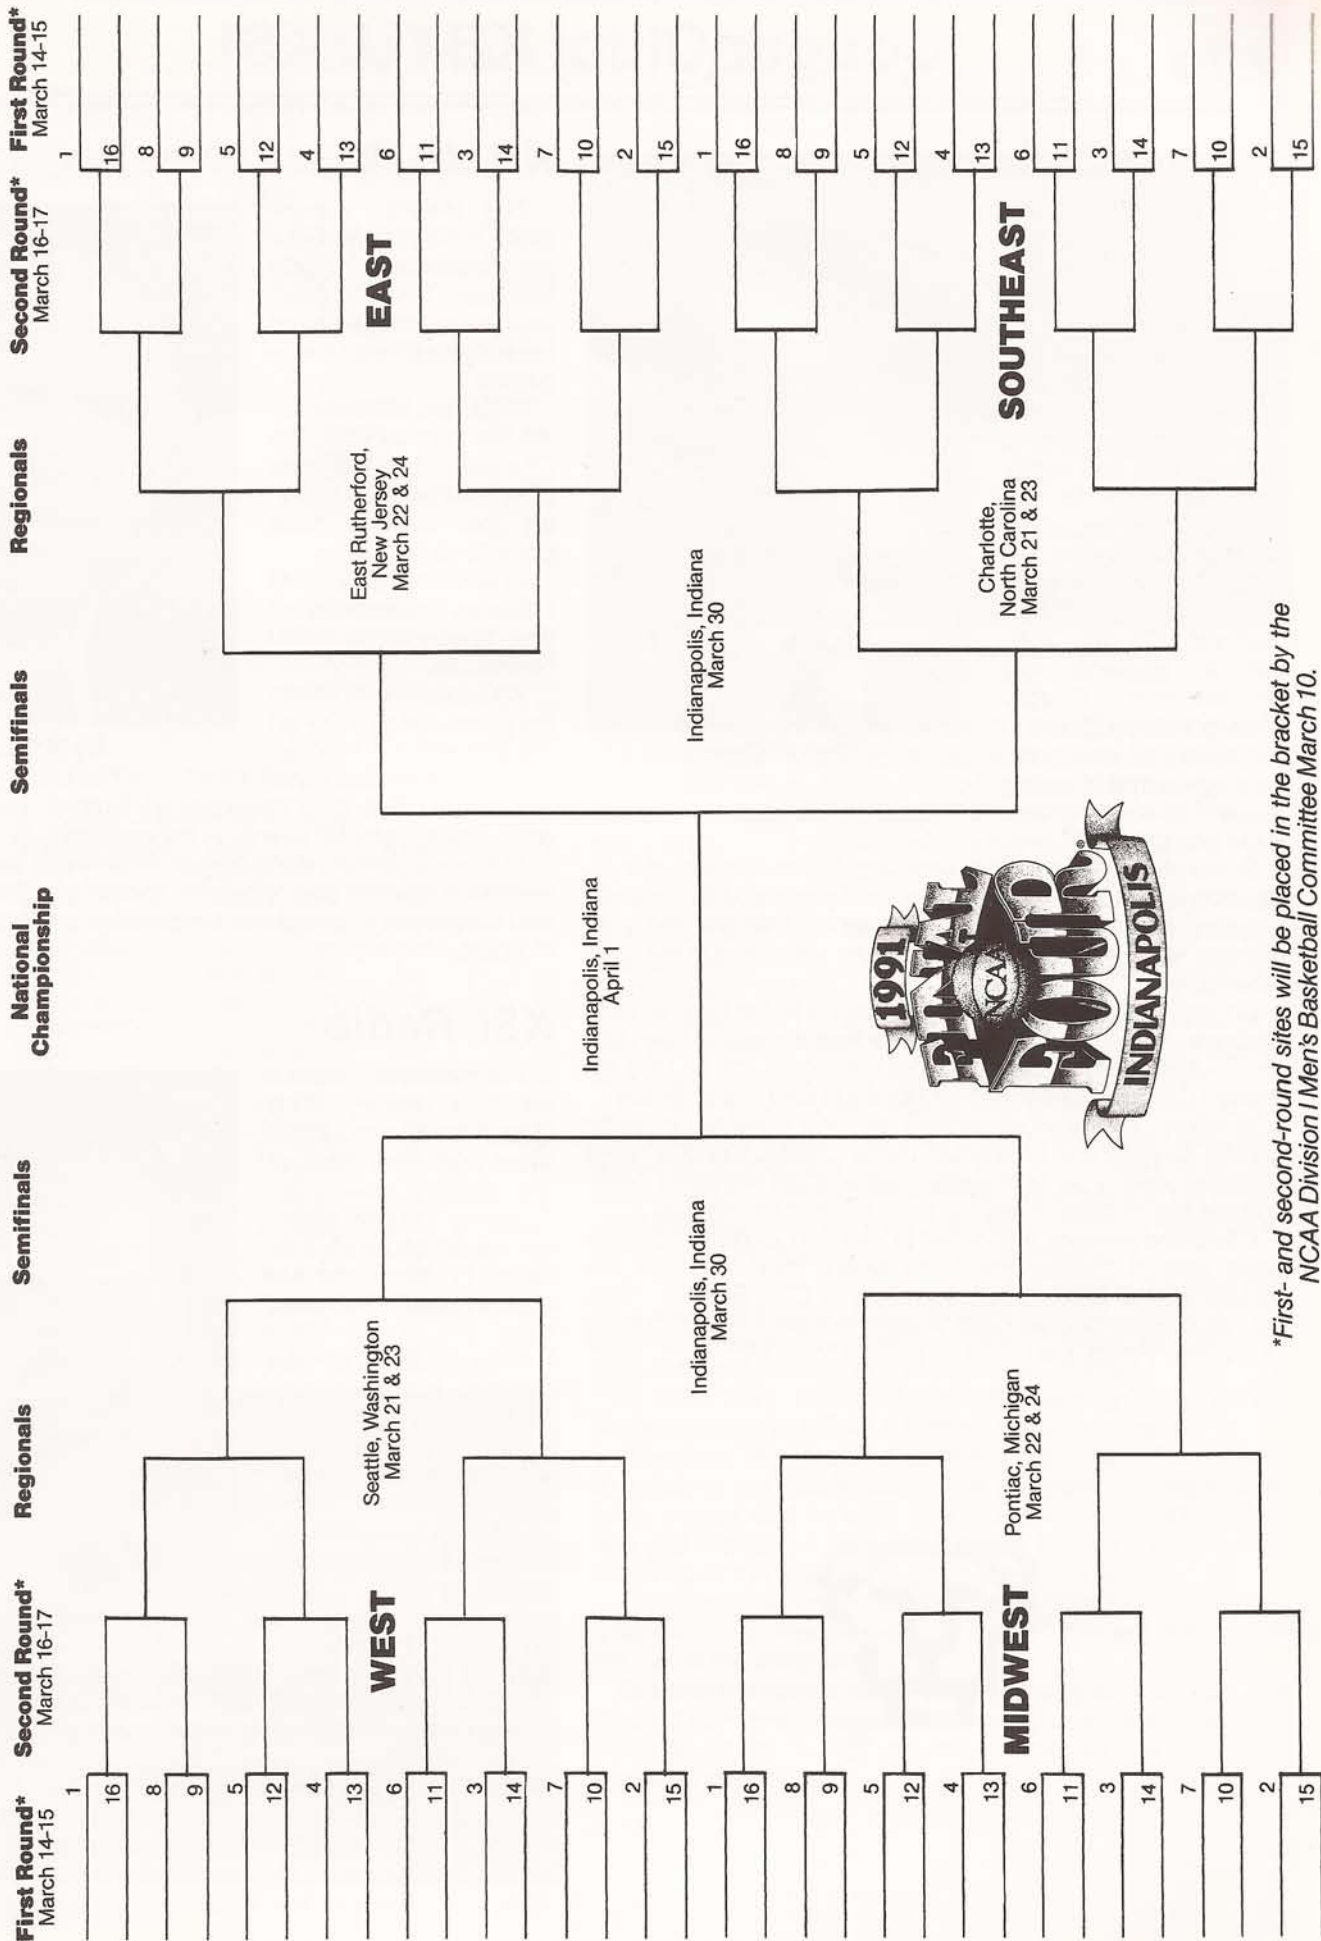 First Round*
March 14-15
Second Round*
March 16-17
Regionals
Semifinals
National
Championship
Semifinals
Regionals
Second Round*
March 16-17
First Round*
March 14-15
1
16
8
9
5
12
4
13
6
11
3
14
7
10
2
15
WEST
Seattle, Washington
March 21 & 23
1
16
8
9
5
12
4
13
6
11
3
14
7
10
2
15
MIDWEST
Pontiac, Michigan
March 22 & 24
Indianapolis, Indiana
March 30
Indianapolis, Indiana
April 1
Indianapolis, Indiana
March 30
1
16
8
9
5
12
4
13
6
11
3
14
7
10
2
15
EAST
East Rutherford,
New Jersey
March 22 & 24
1
16
8
9
5
12
4
13
6
11
3
14
7
10
2
15
SOUTHEAST
Charlotte,
North Carolina
March 21 & 23
1991
FINAL
NCAA
FOUR®
INDIANAPOLIS
*First- and second-round sites will be placed in the bracket by the
NCAA Division I Men's Basketball Committee March 10.